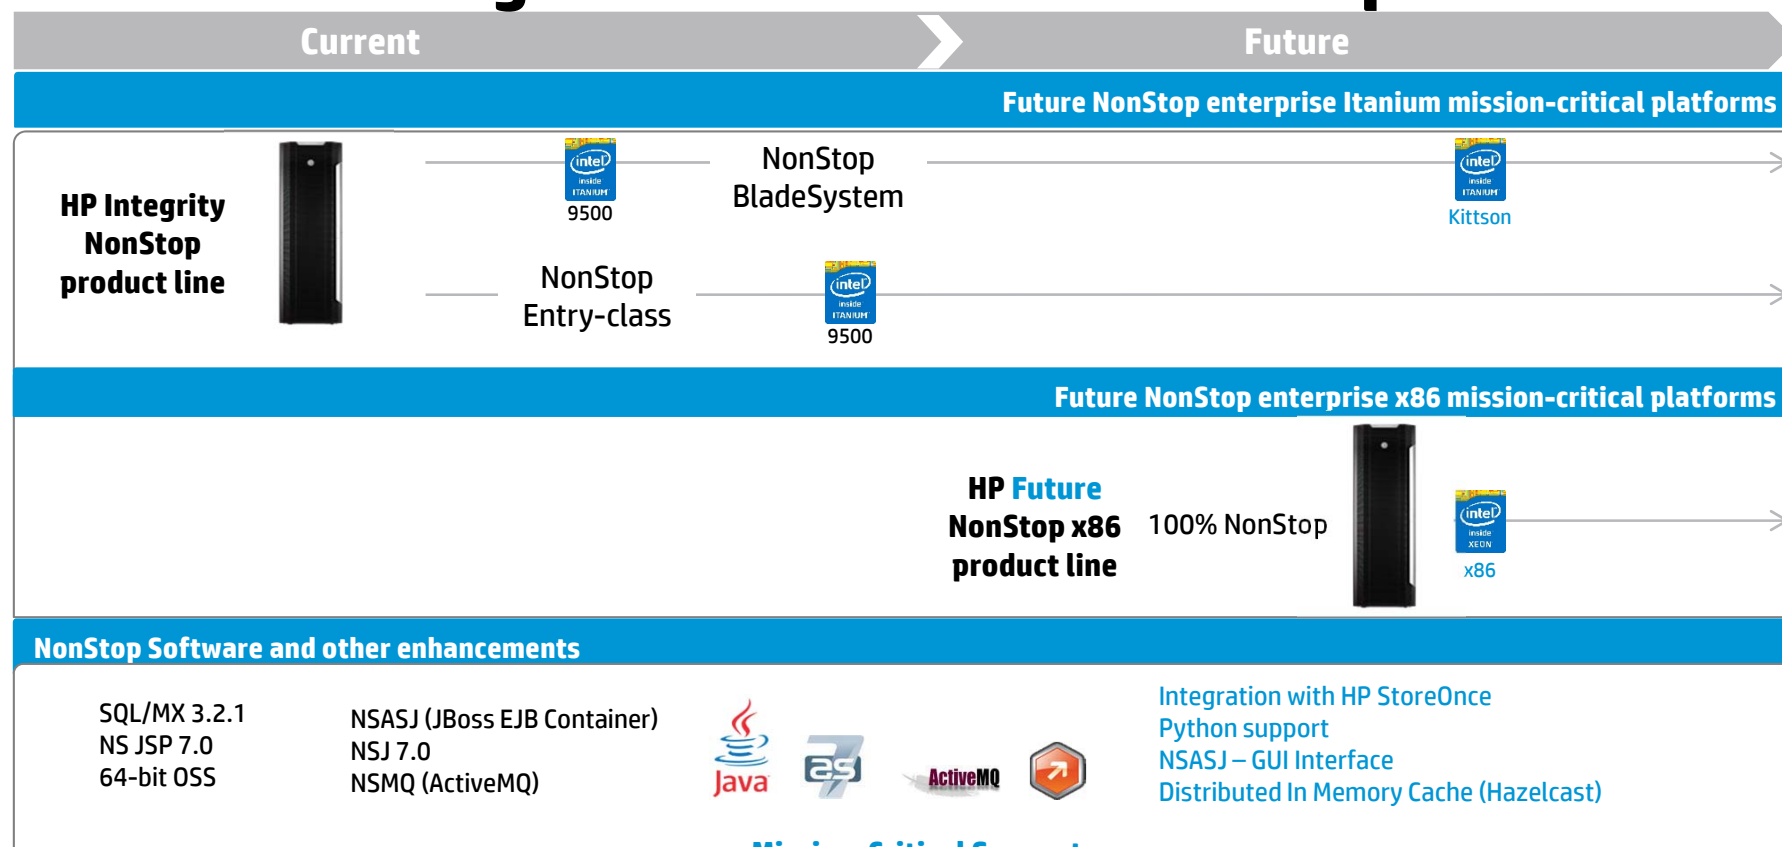 Current
Future
Future NonStop enterprise Itanium mission-critical platforms
HP Integrity
NonStop
product line
intel
inside
ITANIUM
9500
NonStop
BladeSystem
intel
inside
ITANIUM
Kittson
NonStop
Entry-class
intel
inside
ITANIUM
9500
Future NonStop enterprise x86 mission-critical platforms
HP Future
NonStop x86
product line
100% NonStop
intel
inside
XEON
x86
NonStop Software and other enhancements
SQL/MX 3.2.1
NS JSP 7.0
64-bit OSS
NSASJ (JBoss EJB Container)
NSJ 7.0
NSMQ (ActiveMQ)
Java
as
ActiveMQ
Integration with HP StoreOnce
Python support
NSASJ – GUI Interface
Distributed In Memory Cache (Hazelcast)